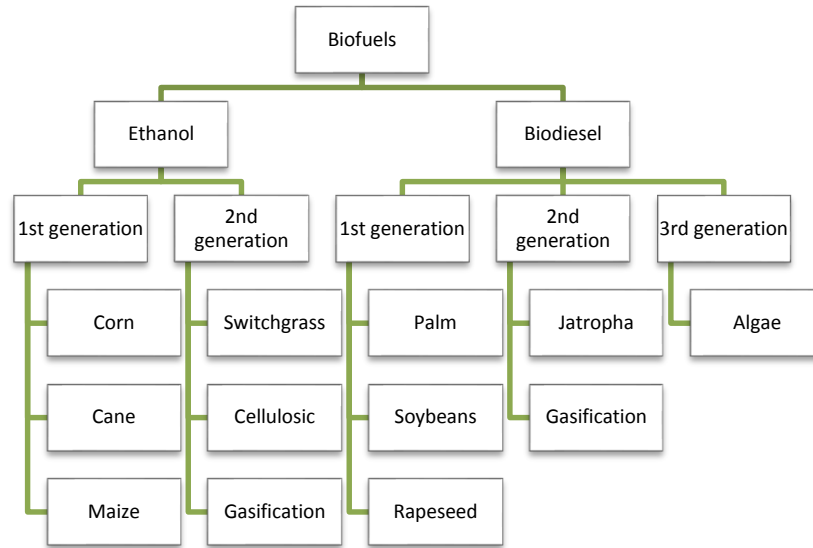 Biofuels
Ethanol
Biodiesel
1st generation
2nd
generation
1st generation
2nd
generation
3rd generation
Corn
Switchgrass
Palm
Jatropha
Algae
Cane
Cellulosic
Soybeans
Gasification
Maize
Gasification
Rapeseed